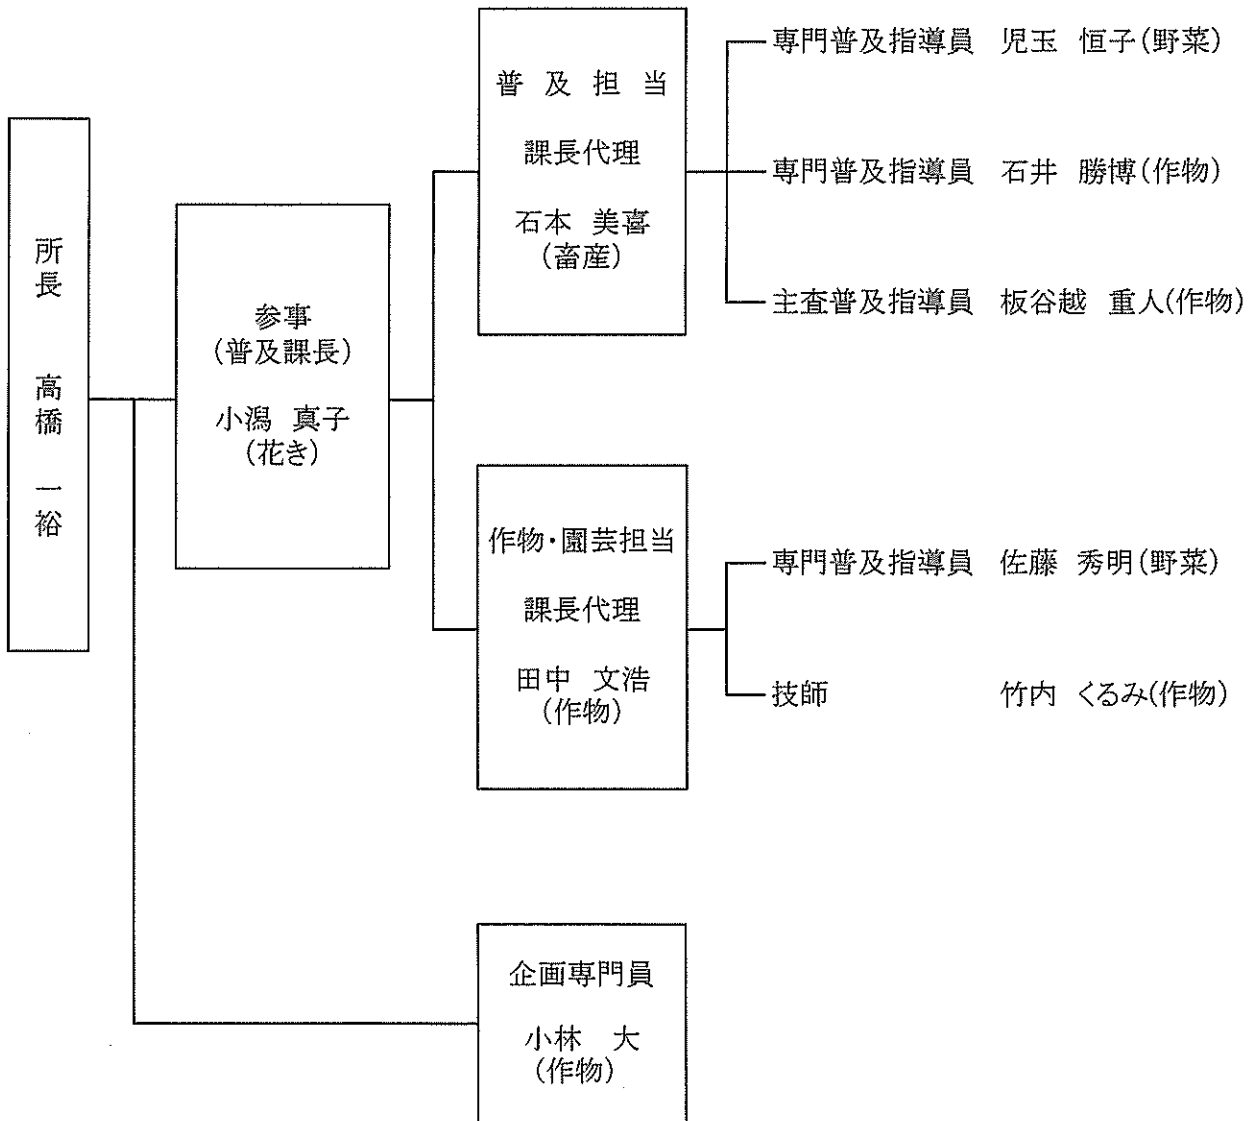 所長　高橋　一裕
参事
(普及課長)
小潟　真子
(花き)
普及担当
課長代理
石本　美喜
(畜産)
専門普及指導員　児玉　恒子(野菜)
専門普及指導員　石井　勝博(作物)
主査普及指導員　板谷越　重人(作物)
作物・園芸担当
課長代理
田中　文浩
(作物)
専門普及指導員　佐藤　秀明(野菜)
技師　竹内　くるみ(作物)
企画専門員
小林　大
(作物)